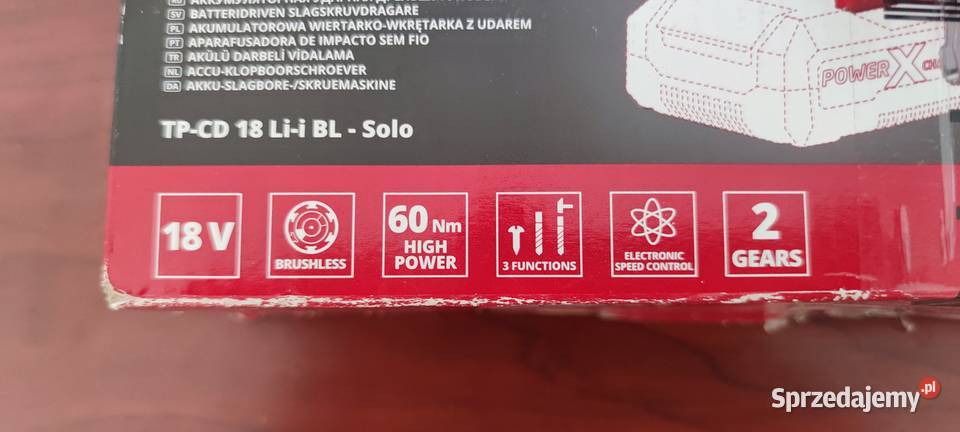 SV BATTERIDRIVEN SLAGSKRUVDRAGARE
PL AKUMULATOROWA WIERTARKO-WKRĘTARKA Z UDAREM
PT APARAFUSADORA DE IMPACTO SEM FIO
TR AKÜLÜ DARBELİ VİDALAMA
NL ACCU-KLOPBOORSCHROEVER
DA AKKU-SLAGBORE-/SKRUEMASKINE
POWER X
TP-CD 18 Li-i BL - Solo
18 V
BRUSHLESS
60 Nm
HIGH
POWER
3 FUNCTIONS
ELECTRONIC
SPEED CONTROL
2
GEARS
Sprzedajemy.pl